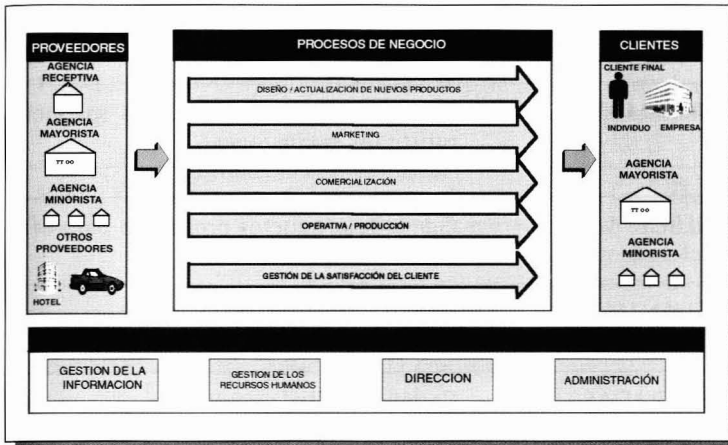 PROVEEDORES
AGENCIA
RECEPTIVA
AGENCIA
MAYORISTA
TT OO
AGENCIA
MINORISTA
OTROS
PROVEEDORES
HOTEL
PROCESOS DE NEGOCIO
DISEÑO / ACTUALIZACION DE NUEVOS PRODUCTOS
MARKETING
COMERCIALIZACIÓN
OPERATIVA / PRODUCCIÓN
GESTIÓN DE LA SATISFACCIÓN DEL CLIENTE
CLIENTES
CLIENTE FINAL
INDIVIDUO EMPRESA
AGENCIA
MAYORISTA
TT OO
AGENCIA
MINORISTA
GESTION DE LA
INFORMACION
GESTION DE LOS
RECURSOS HUMANOS
DIRECCION
ADMINISTRACIÓN